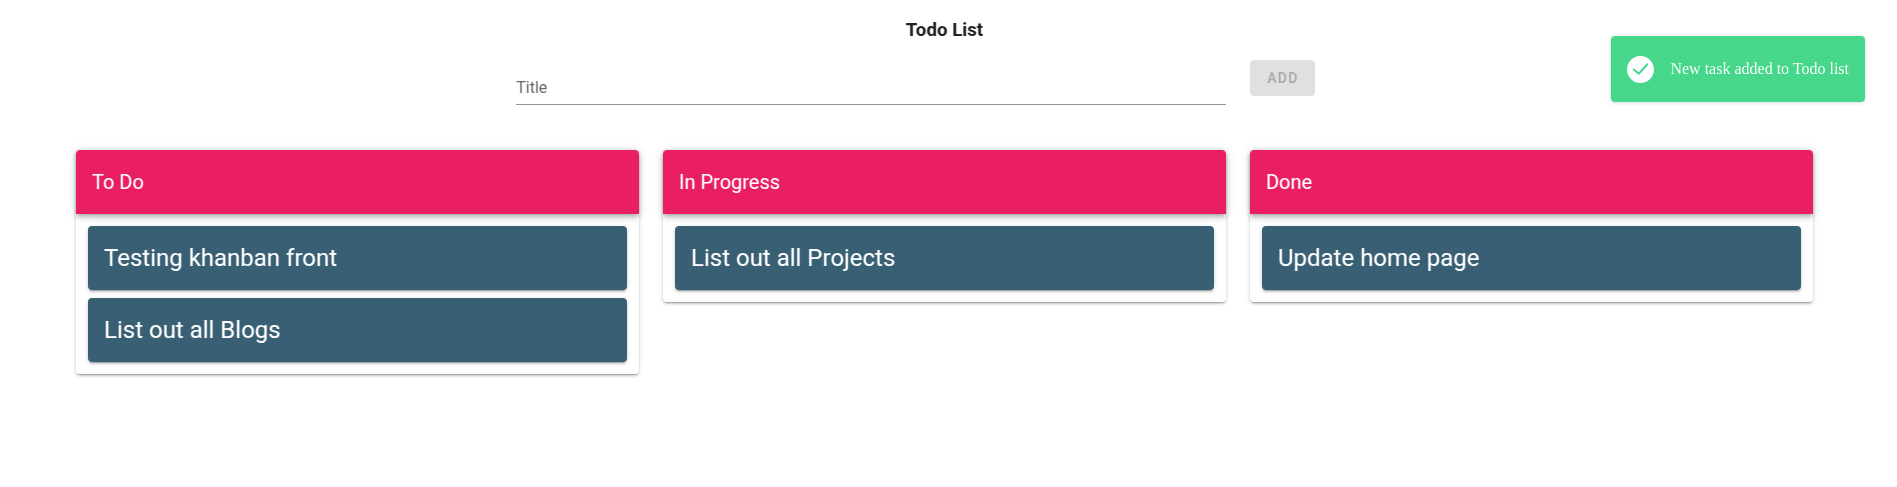 Todo List
Title
ADD
New task added to Todo list
To Do
Testing khanban front
List out all Blogs
In Progress
List out all Projects
Done
Update home page